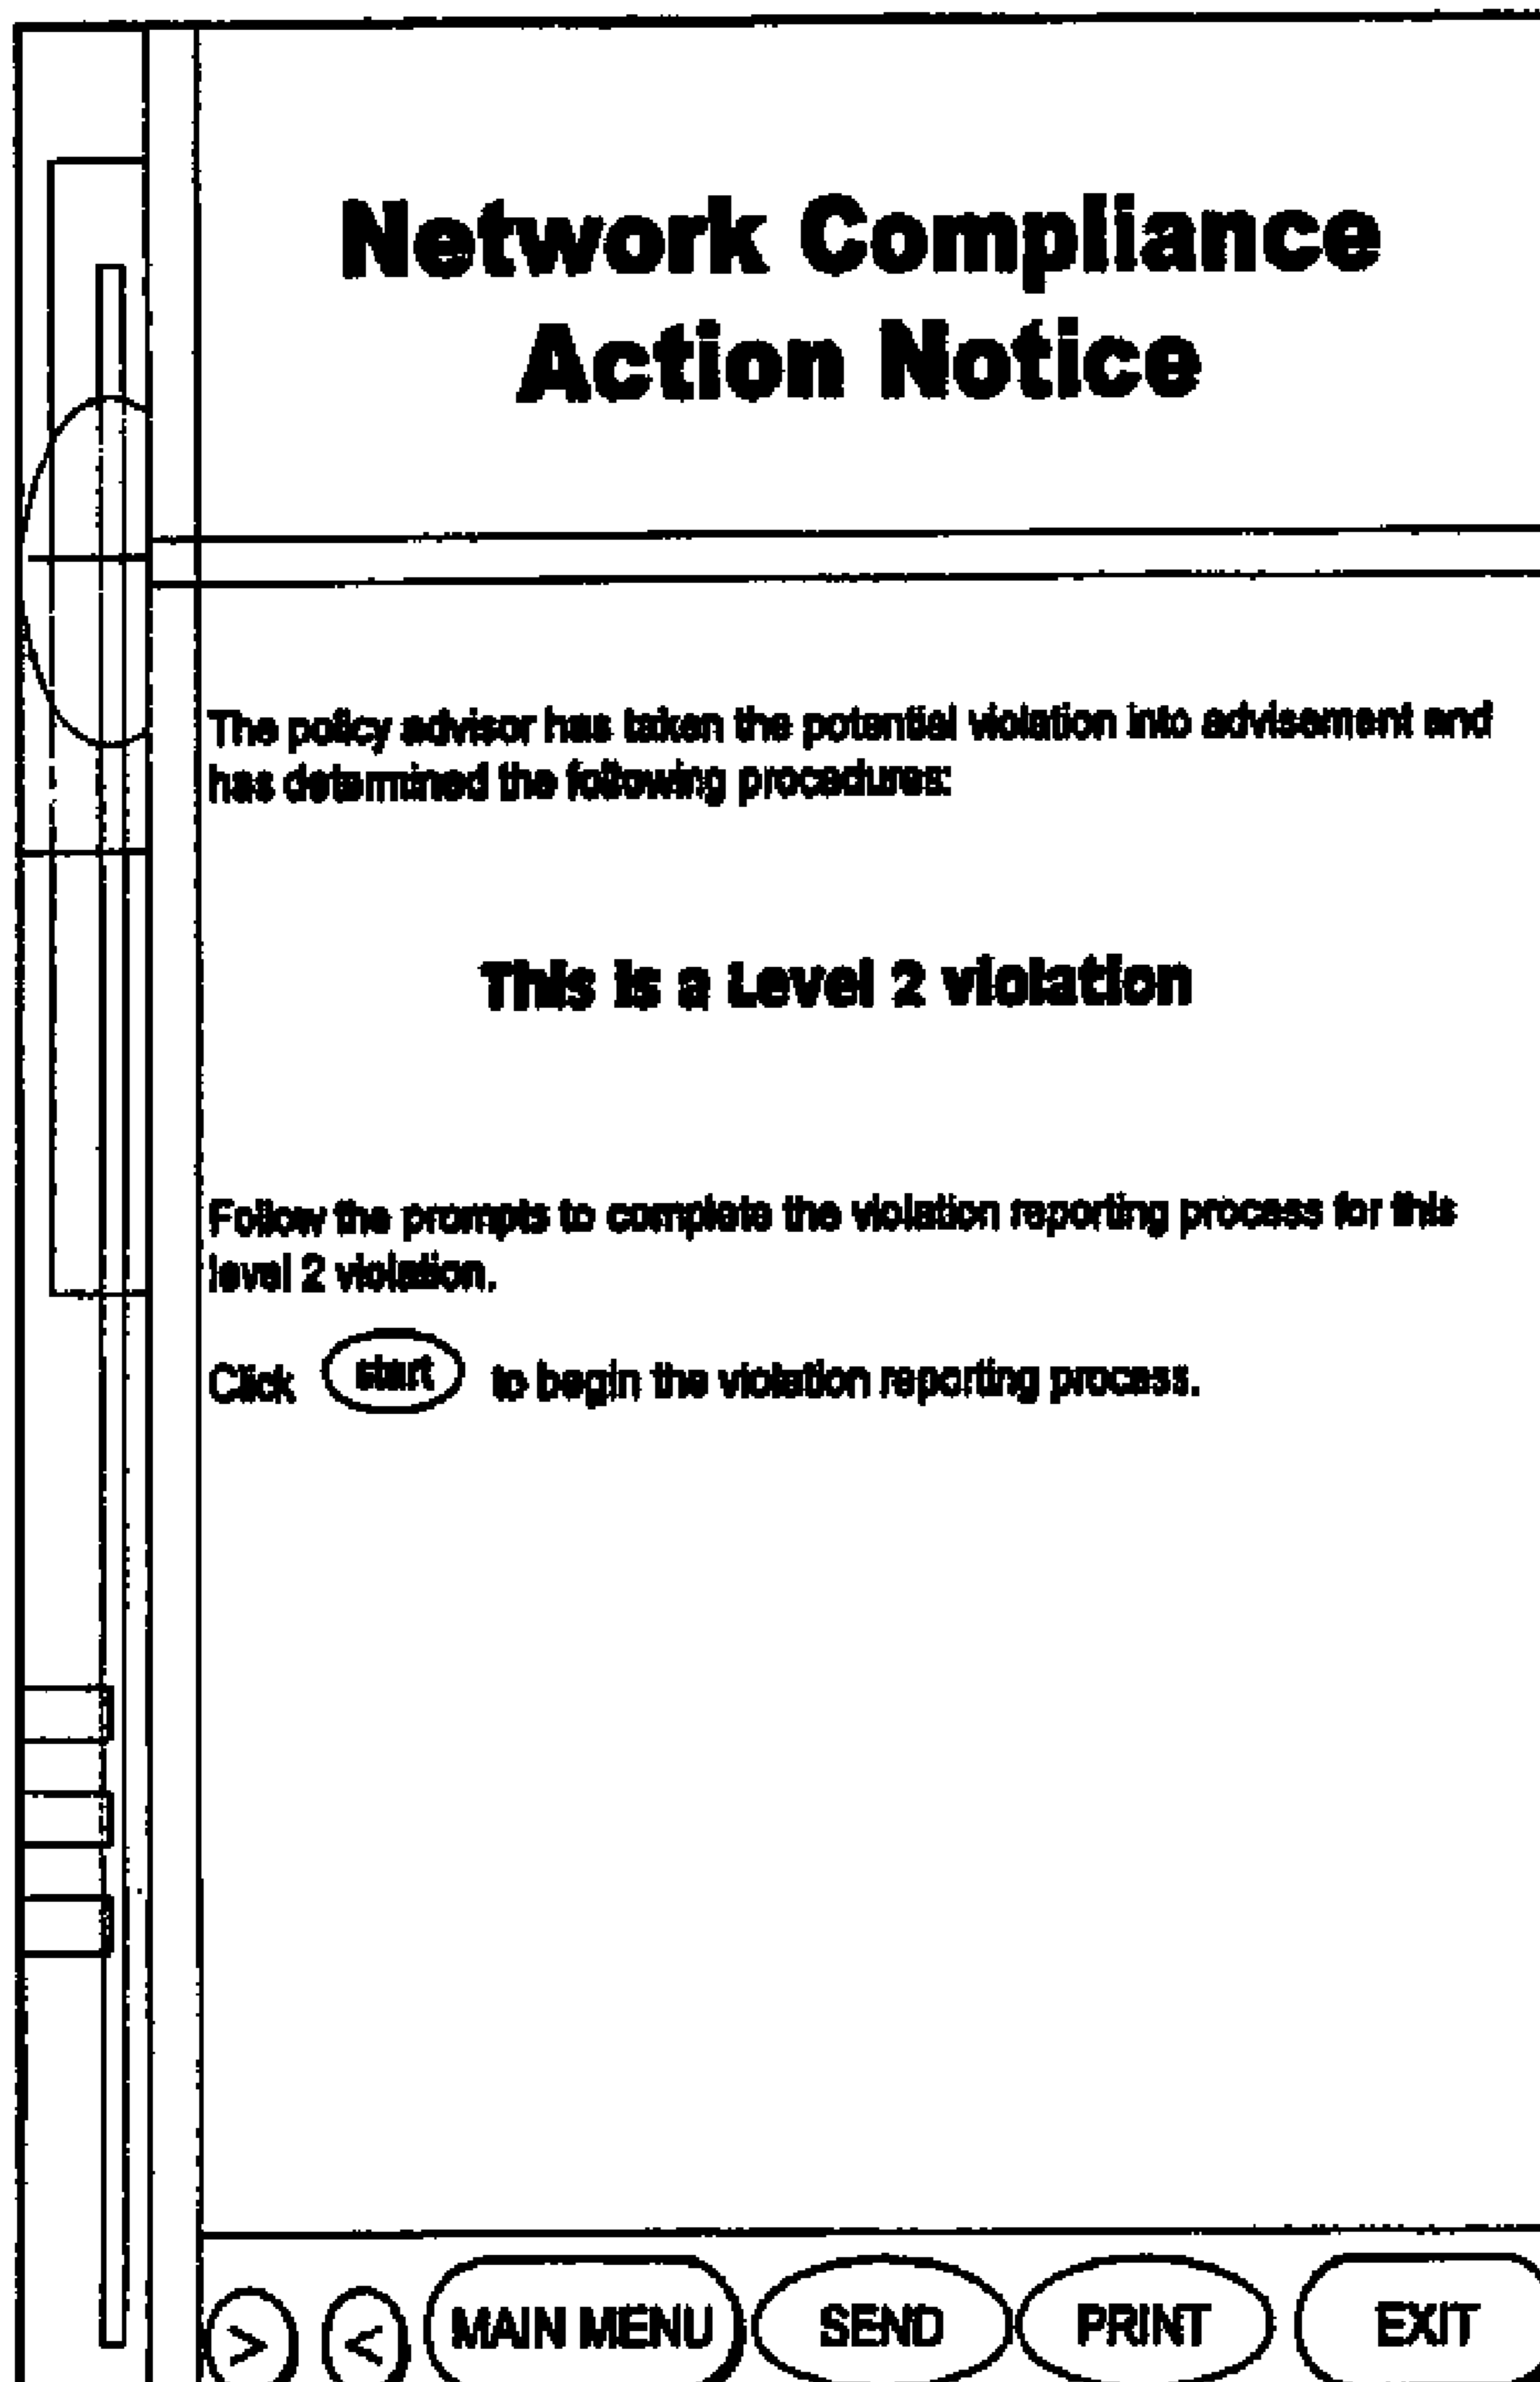 Network Compliance
Action Notice
The policy advisor has taken the potential violation into advisement and
has determined the following procedures:
This is a Level 2 violation
Follow the prompts to complete the violation reporting process for this
level 2 violation.
Click start to begin the violation reporting process.
> < MAIN MENU SEND PRINT EXIT